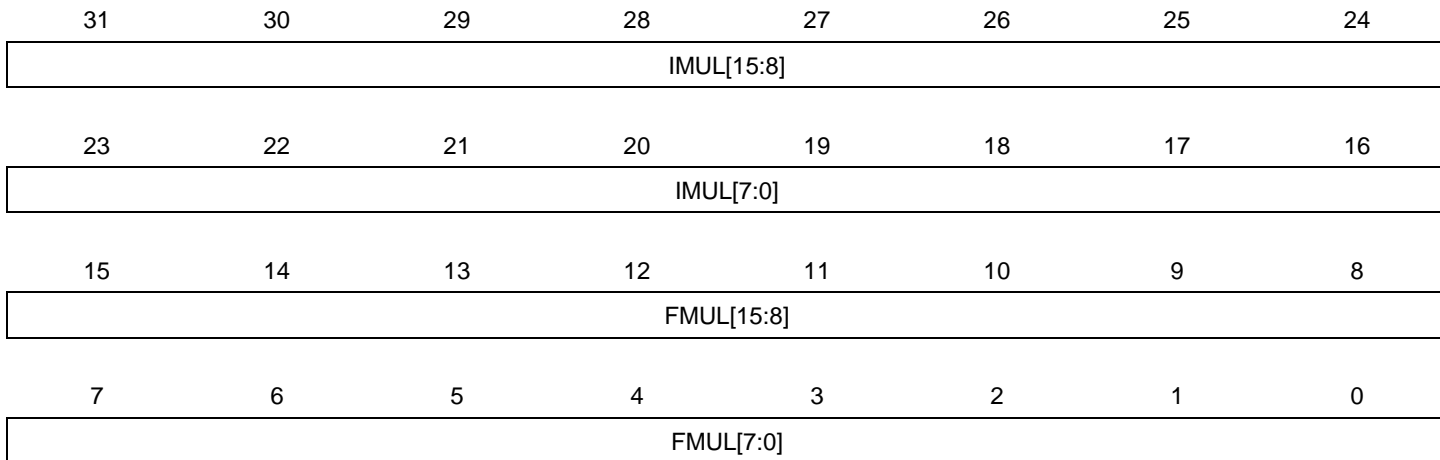 31 30 29 28 27 26 25 24
IMUL[15:8]
23 22 21 20 19 18 17 16
IMUL[7:0]
15 14 13 12 11 10 9 8
FMUL[15:8]
7 6 5 4 3 2 1 0
FMUL[7:0]